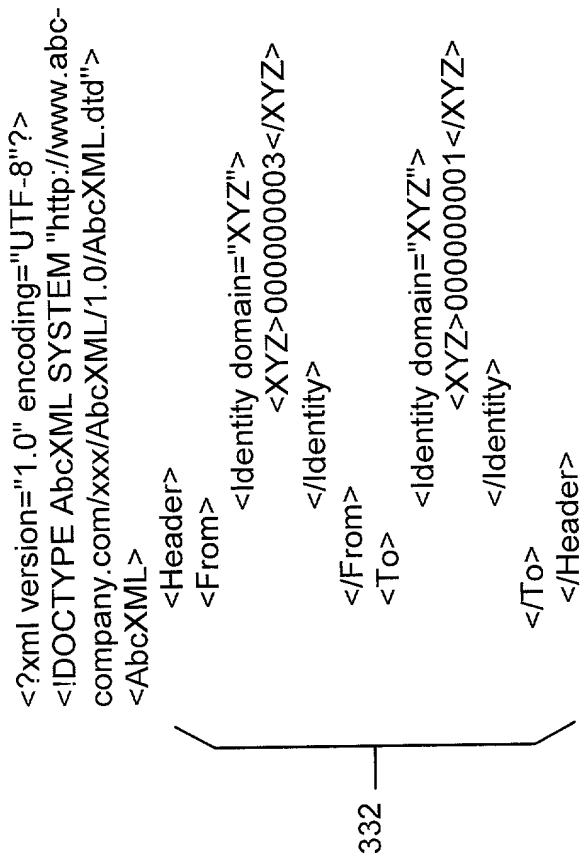 <?xml version="1.0" encoding="UTF-8"?>
<!DOCTYPE AbcXML SYSTEM "http://www.abc-
company.com/xxx/AbcXML/1.0/AbcXML.dtd">
<AbcXML>
<Header>
<From>
<Identity domain="XYZ">
<XYZ>000000003</XYZ>
</Identity>
</From>
<To>
<Identity domain="XYZ">
<XYZ>000000001</XYZ>
</Identity>
</To>
</Header>
332